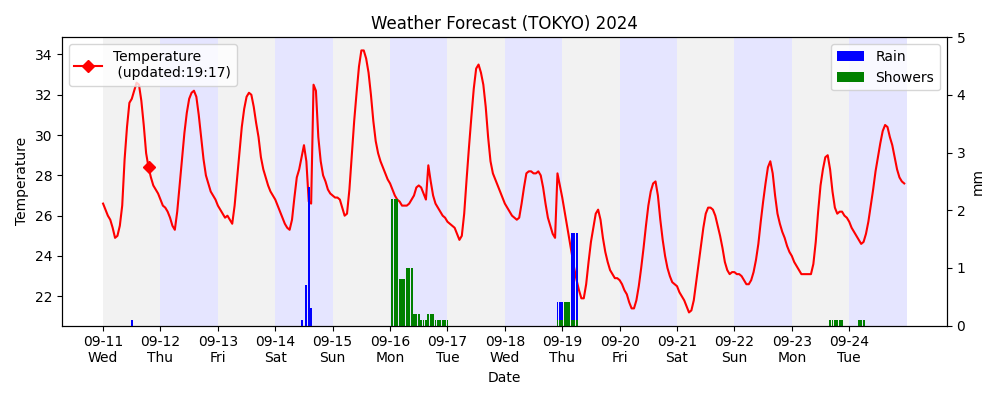 Weather Forecast (TOKYO) 2024
Temperature
(updated:19:17)
Rain
Showers
34
32
30
28
26
24
22
Temperature
5
4
3
2
1
0
mm
09-11 09-12 09-13 09-14 09-15 09-16 09-17 09-18 09-19 09-20 09-21 09-22 09-23 09-24
Wed Thu Fri Sat Sun Mon Tue Wed Thu Fri Sat Sun Mon Tue
Date